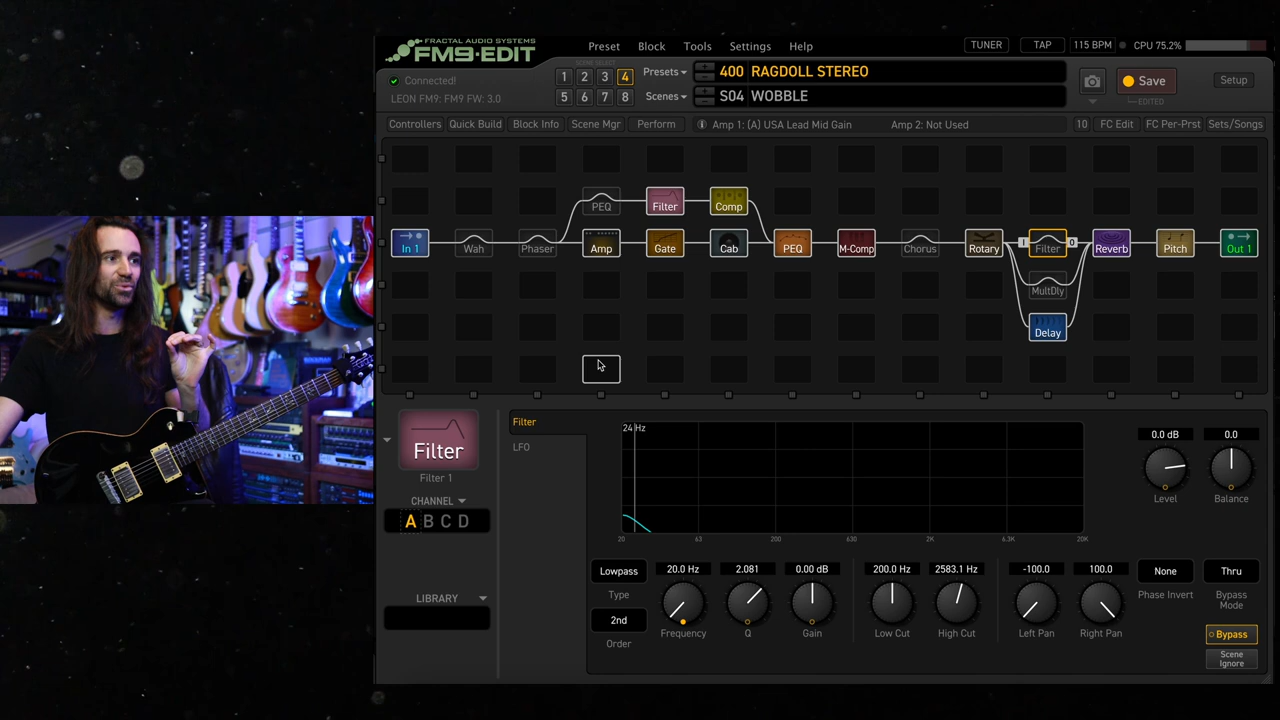 FRACTAL AUDIO SYSTEMS
FM9-EDIT
Preset Block Tools Settings Help
TUNER TAP 115 BPM CPU 75.2%
SCENE SELECT
1 2 3 4
5 6 7 8
Connected!
LEON FM9: FM9 FW: 3.0
Presets 400 RAGDOLL STEREO
Scenes S04 WOBBLE
Save
EDITED
Setup
Controllers Quick Build Block Info Scene Mgr Perform Amp 1: (A) USA Lead Mid Gain Amp 2: Not Used 10 FC Edit FC Per-Prst Sets/Songs
PEQ Filter Comp
In 1 Wah Phaser Amp Gate Cab PEQ M-Comp Chorus Rotary I Filter O Reverb Pitch Out 1
MultDly
Delay
Filter
Filter 1
CHANNEL
A B C D
LIBRARY
Filter
LFO
24 Hz
20 63 200 630 2K 6.3K 20K
0.0 dB 0.0
Level Balance
Lowpass
Type
2nd
Order
20.0 Hz 2.081 0.00 dB 200.0 Hz 2583.1 Hz -100.0 100.0
Frequency Q Gain Low Cut High Cut Left Pan Right Pan
None
Phase Invert
Thru
Bypass
Mode
Bypass
Scene
Ignore